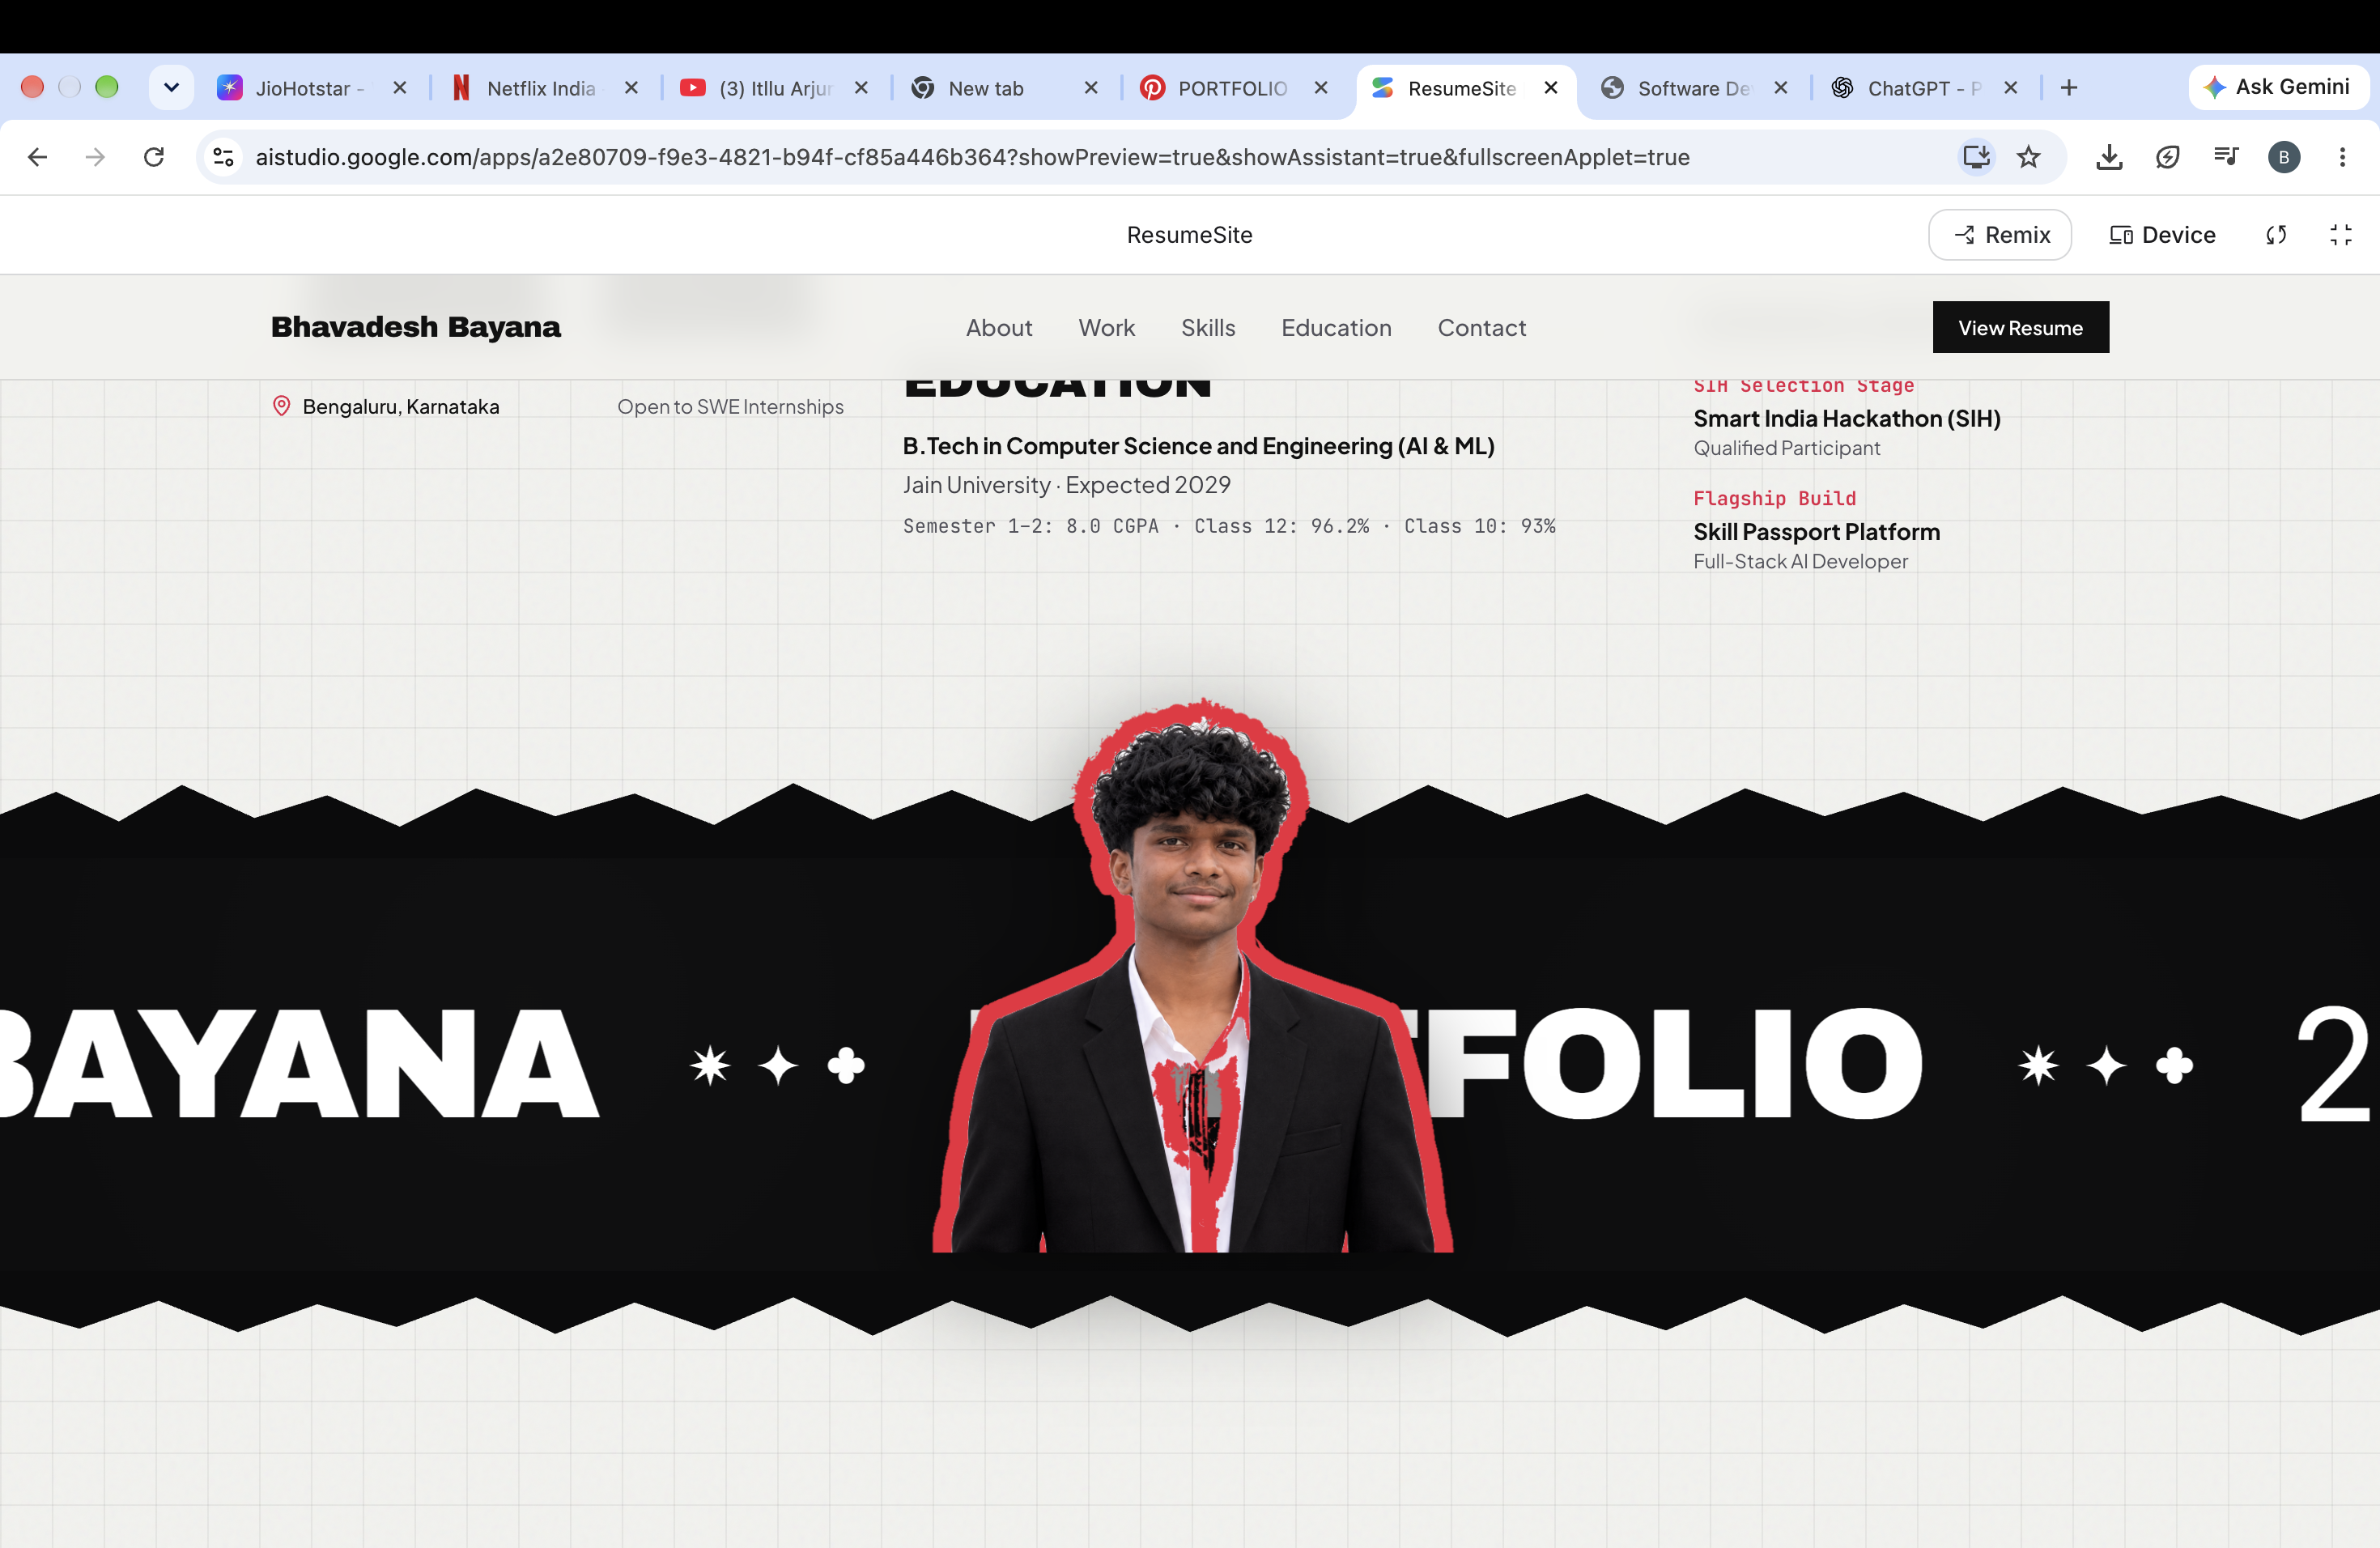 JioHotstar -
Netflix India
(3) Itllu Arjun
New tab
PORTFOLIO
ResumeSite
Software De
ChatGPT - P
Ask Gemini
aistudio.google.com/apps/a2e80709-f9e3-4821-b94f-cf85a446b364?showPreview=true&showAssistant=true&fullscreenApplet=true
B
ResumeSite
Remix
Device
Bhavadesh Bayana
About
Work
Skills
Education
Contact
View Resume
Bengaluru, Karnataka
Open to SWE Internships
EDUCATION
B.Tech in Computer Science and Engineering (AI & ML)
Jain University · Expected 2029
Semester 1–2: 8.0 CGPA · Class 12: 96.2% · Class 10: 93%
SIH Selection Stage
Smart India Hackathon (SIH)
Qualified Participant
Flagship Build
Skill Passport Platform
Full-Stack AI Developer
BAYANA
FOLIO
2